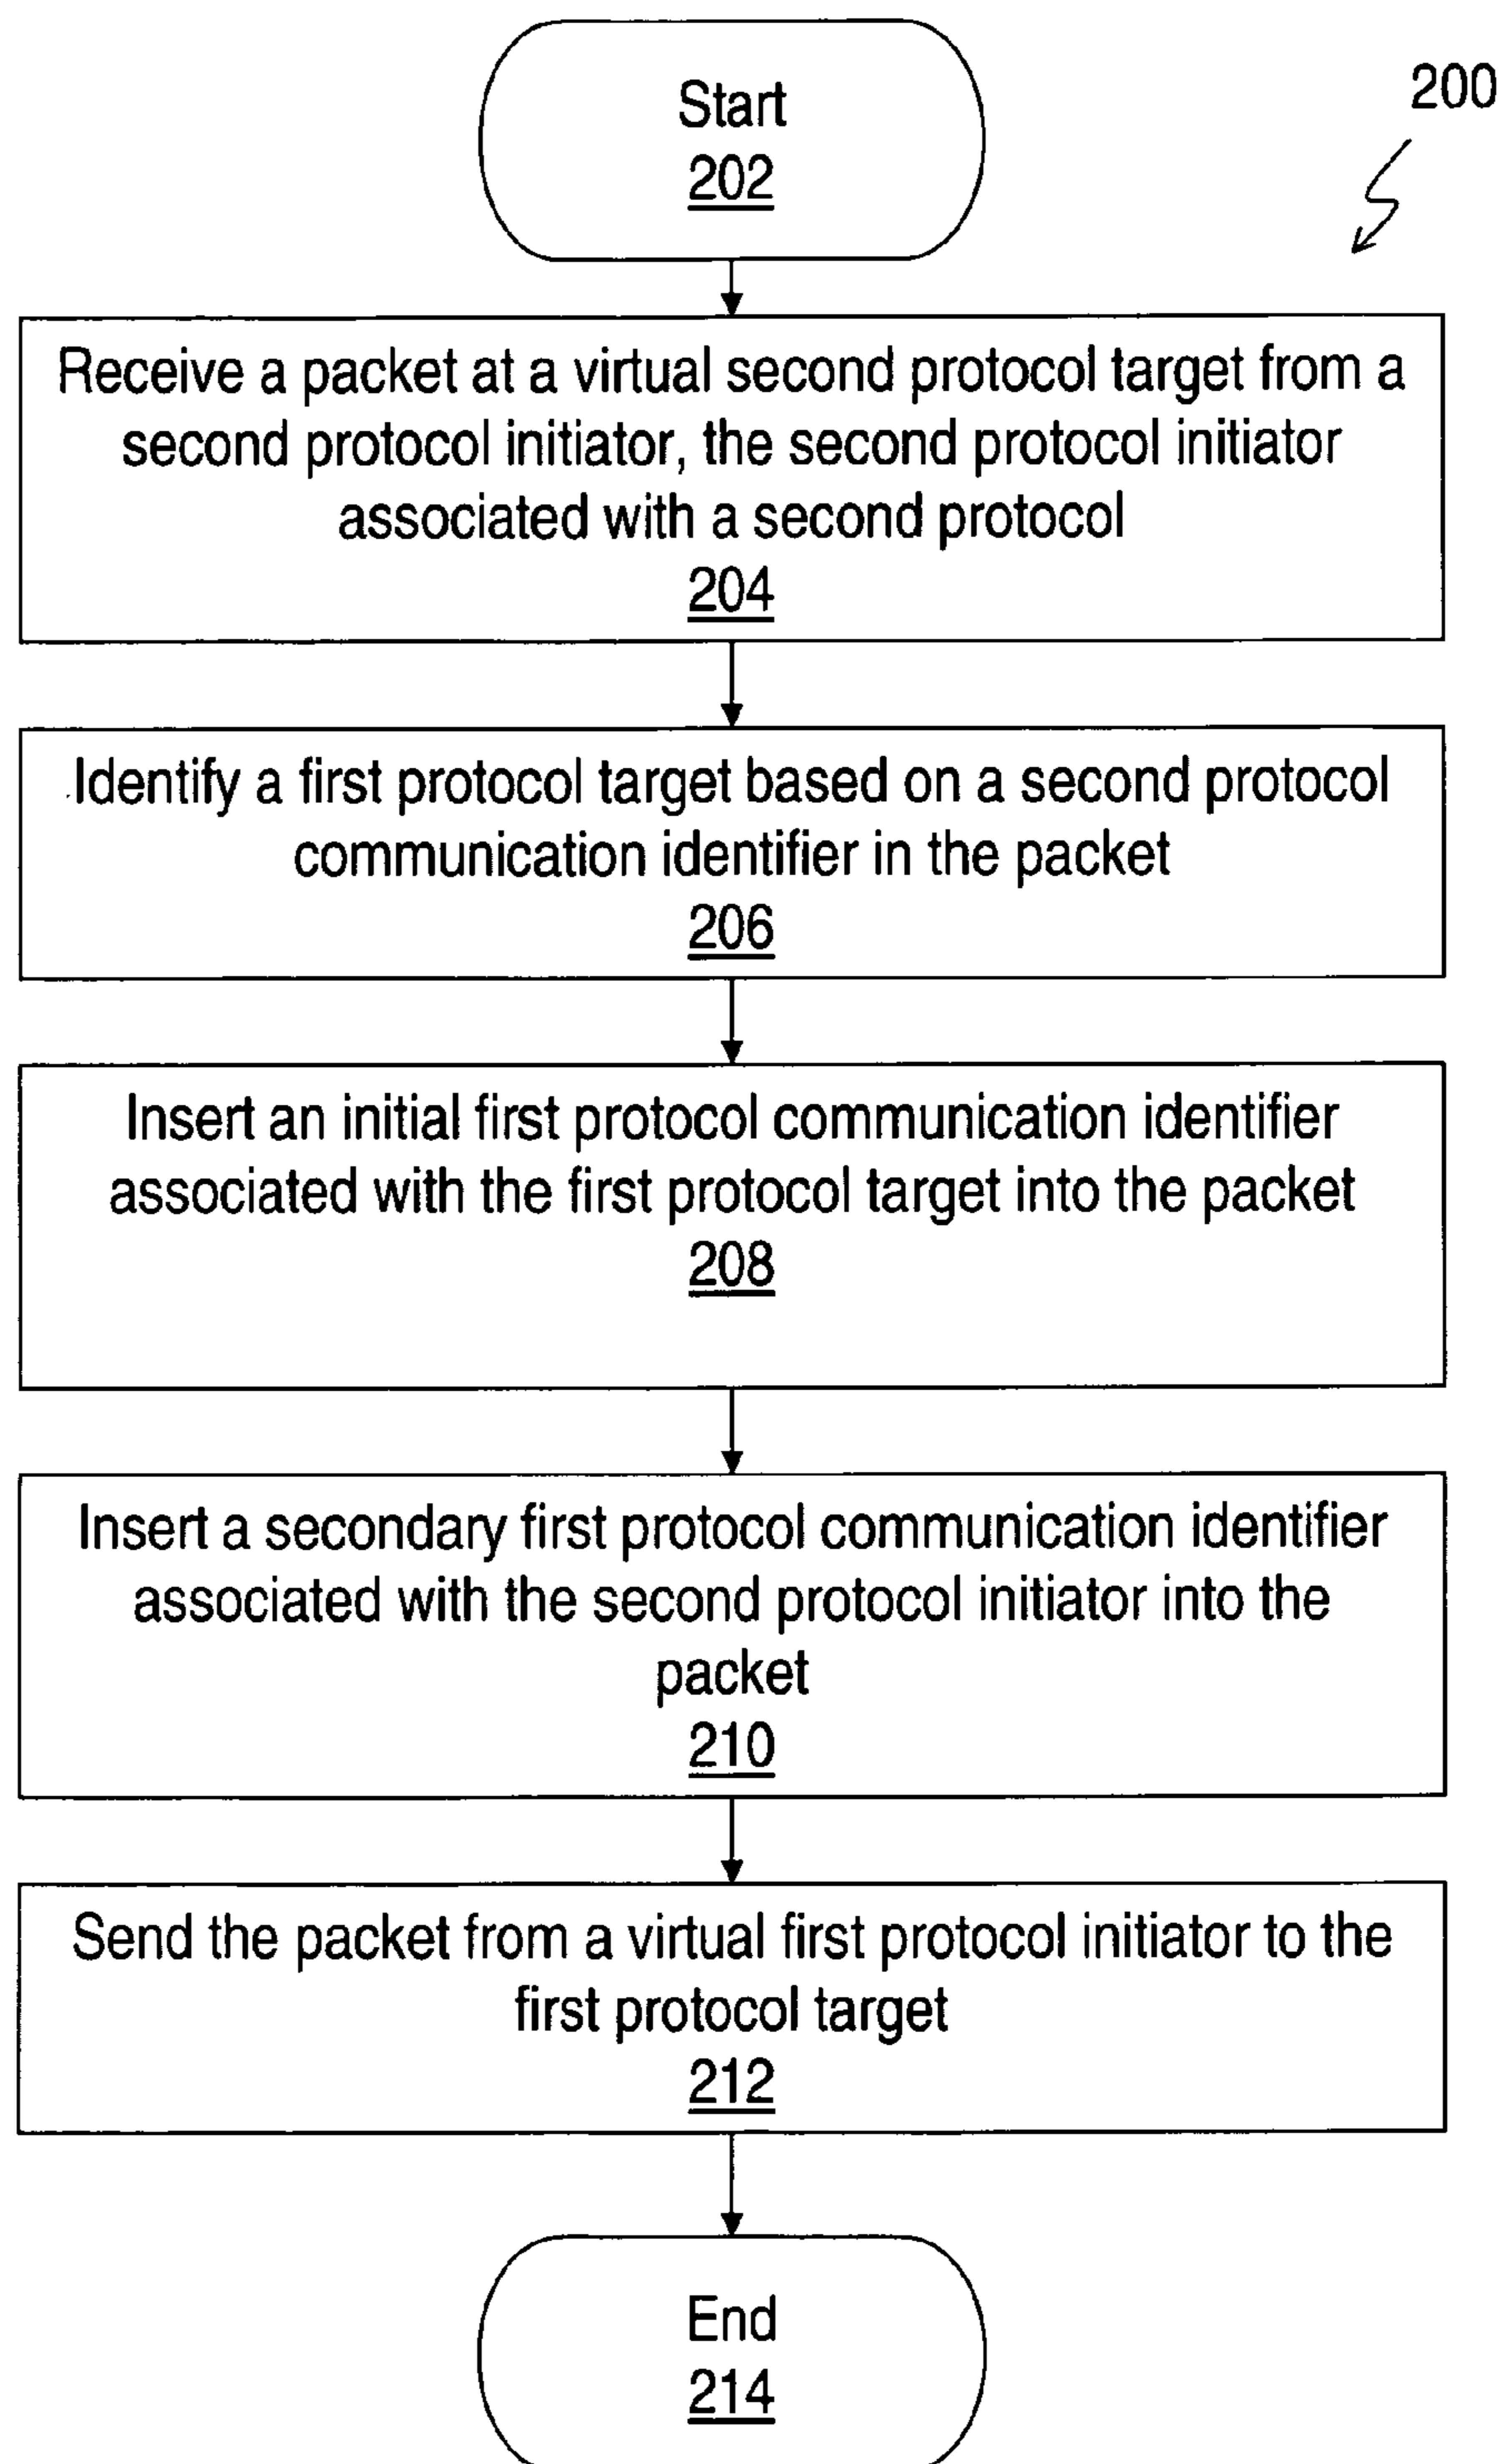 Start
202
200
Receive a packet at a virtual second protocol target from a
second protocol initiator, the second protocol initiator
associated with a second protocol
204
Identify a first protocol target based on a second protocol
communication identifier in the packet
206
Insert an initial first protocol communication identifier
associated with the first protocol target into the packet
208
Insert a secondary first protocol communication identifier
associated with the second protocol initiator into the
packet
210
Send the packet from a virtual first protocol initiator to the
first protocol target
212
End
214